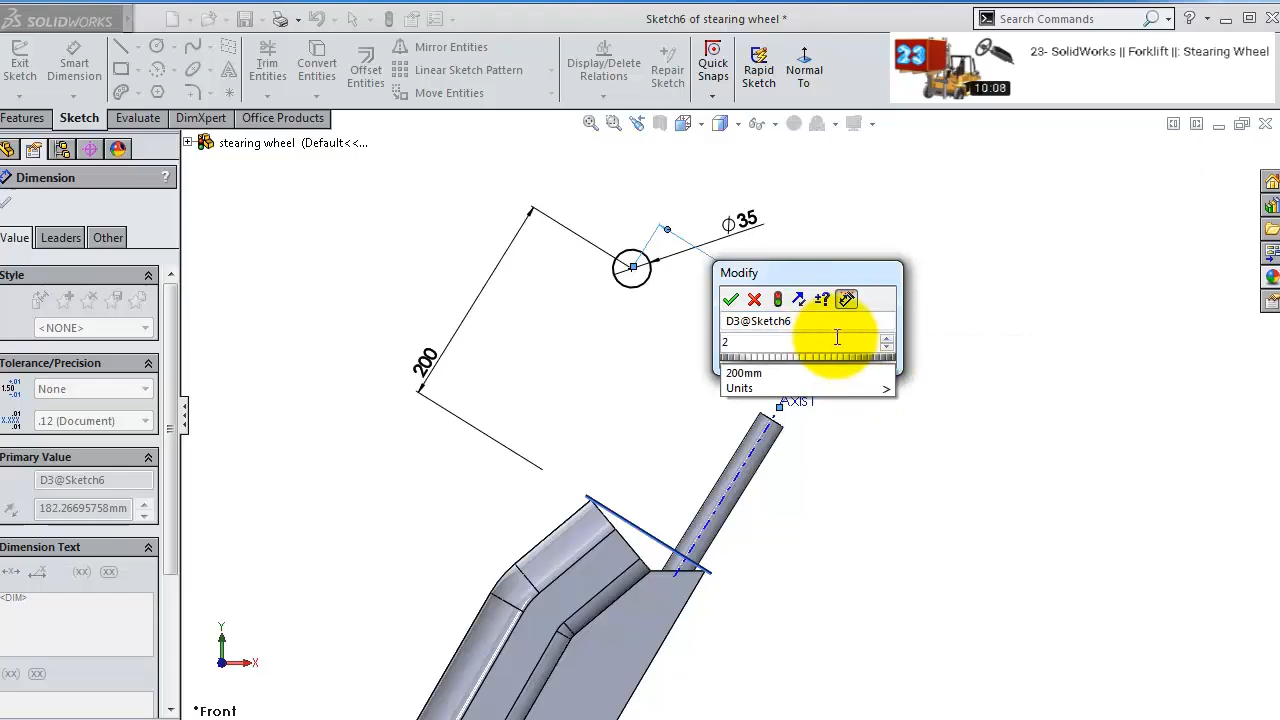 SOLIDWORKS
Sketch6 of stearing wheel *
Search Commands
Exit Sketch
Smart Dimension
Trim Entities
Convert Entities
Offset Entities
Mirror Entities
Linear Sketch Pattern
Move Entities
Display/Delete Relations
Repair Sketch
Quick Snaps
Rapid Sketch
Normal To
23
10:08
23- SolidWorks || Forklift ||: Stearing Wheel
Features
Sketch
Evaluate
DimXpert
Office Products
stearing wheel (Default<<...
Dimension
?
Value
Leaders
Other
Style
<NONE>
Tolerance/Precision
None
.12 (Document)
Primary Value
D3@Sketch6
182.26695758mm
Dimension Text
<DIM>
(xx)
(xx)
200
Ø35
Modify
±?
D3@Sketch6
2
200mm
Units >
AXIS1
Y
X
*Front